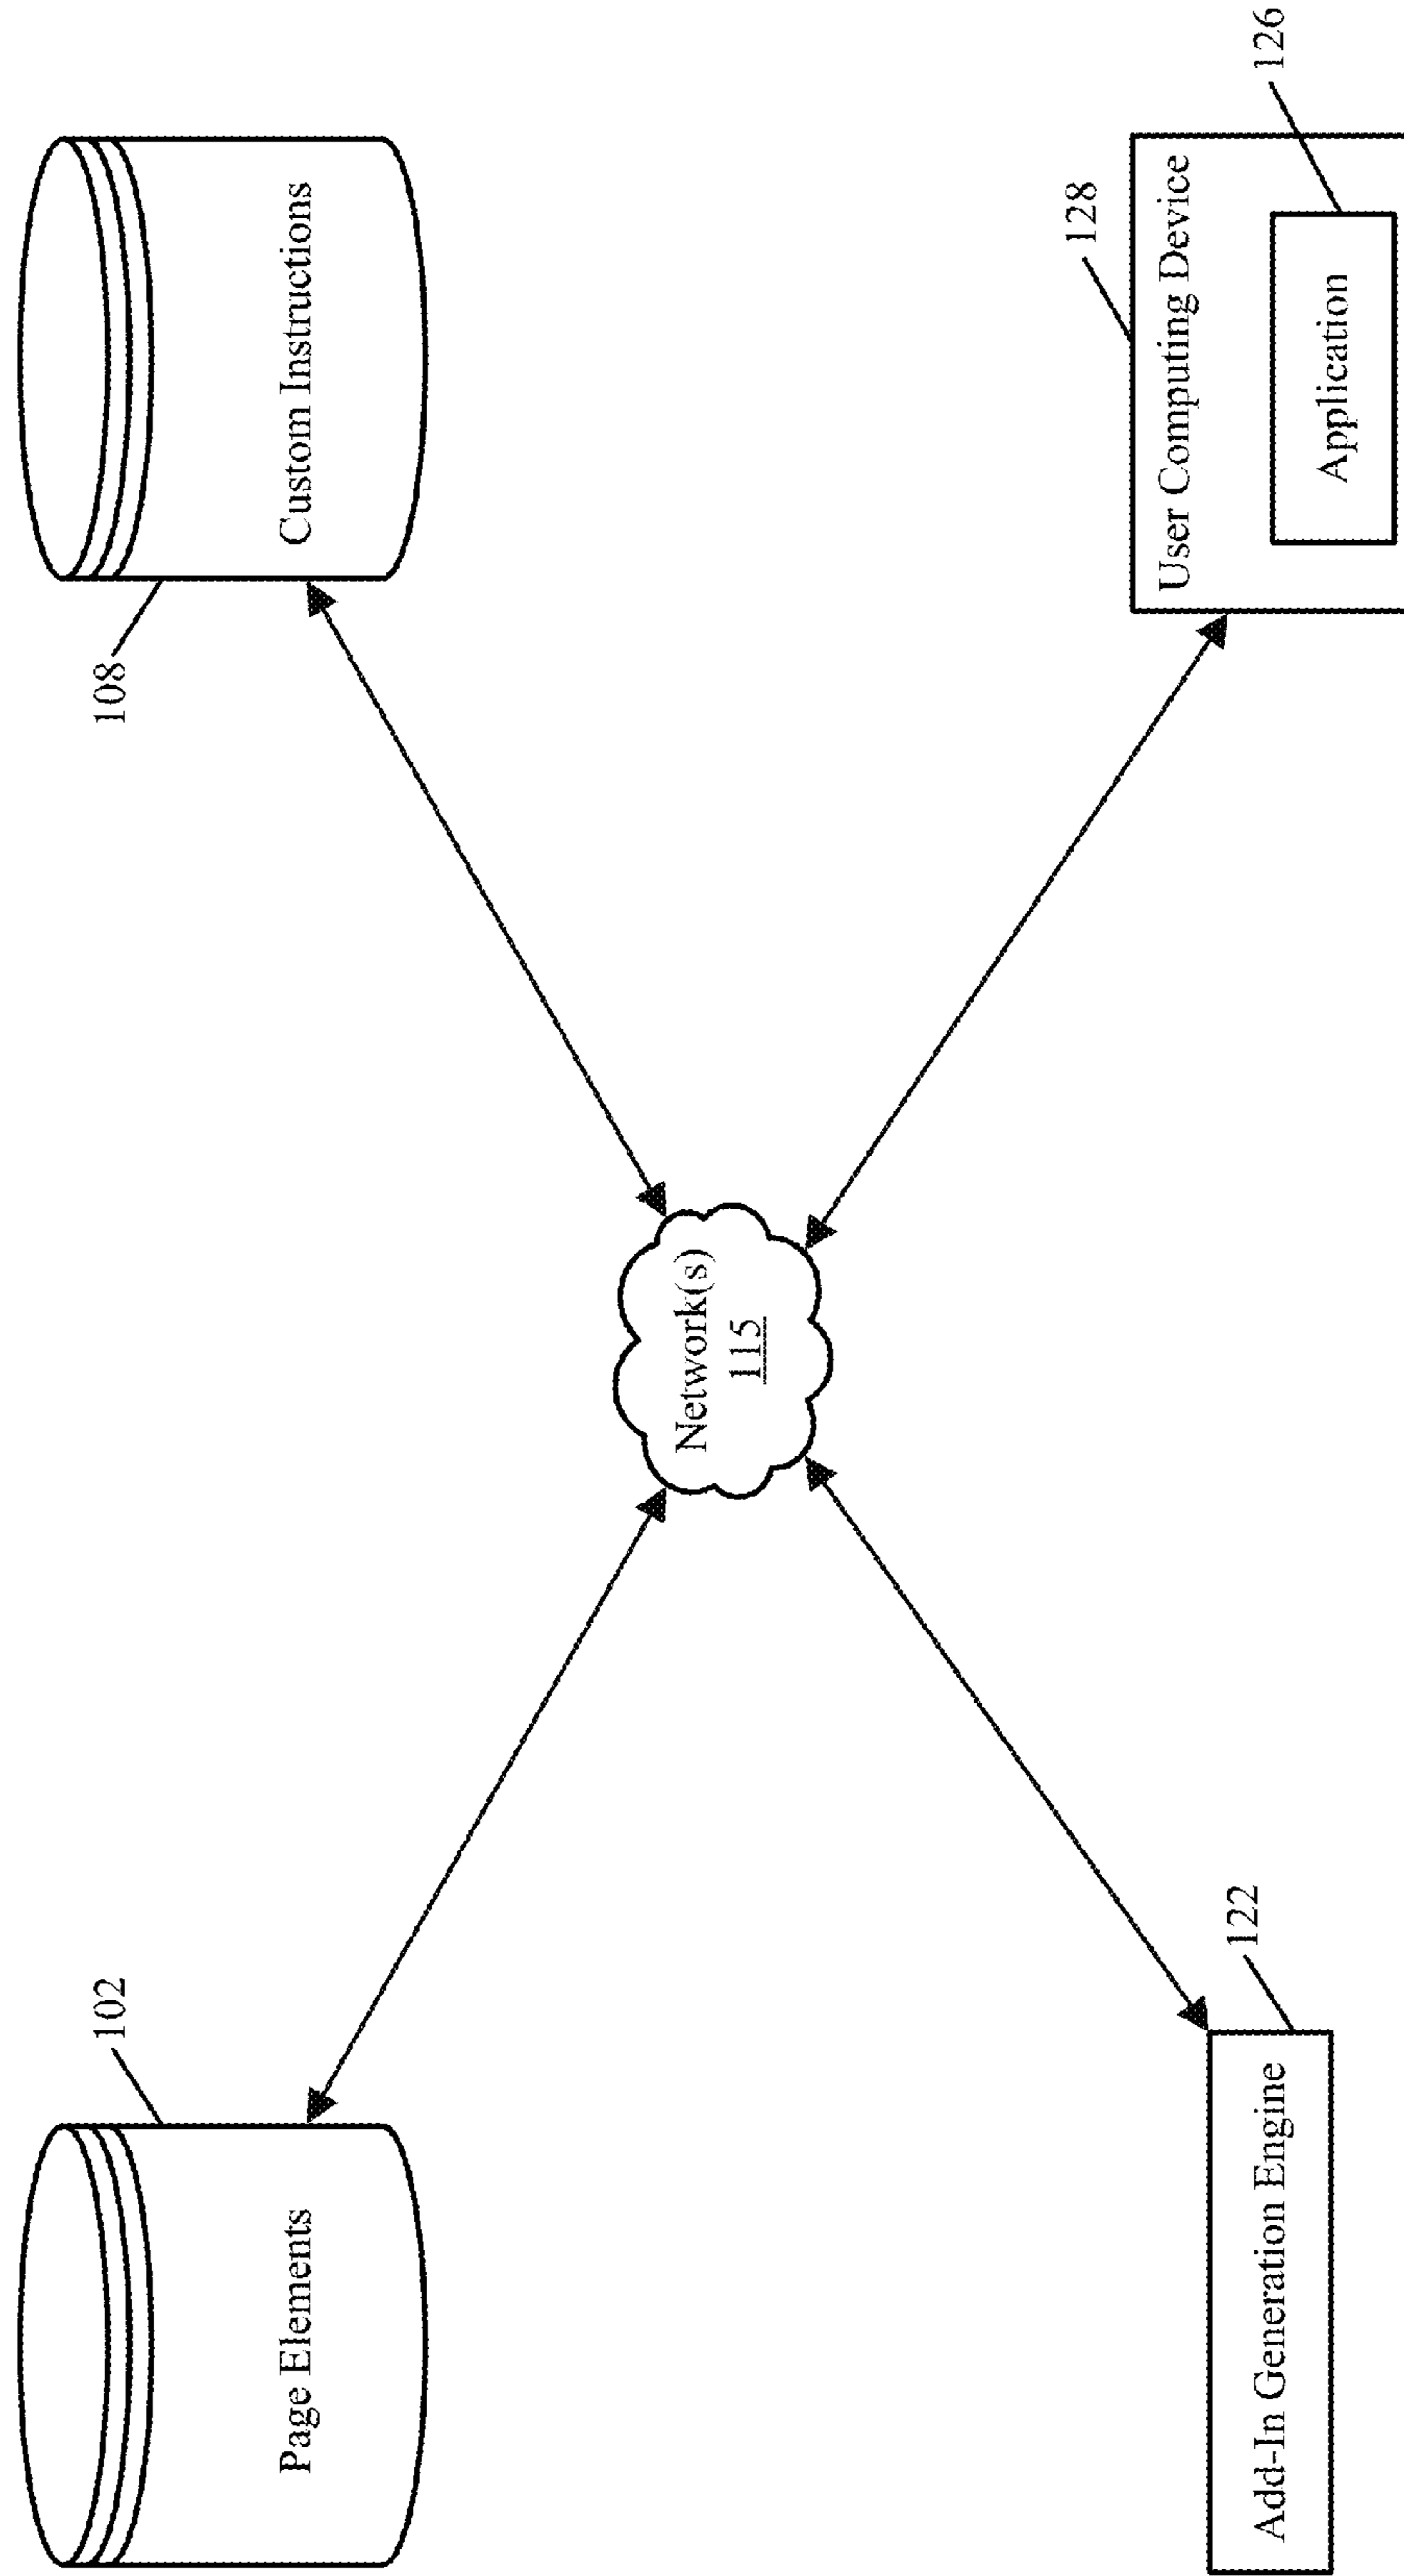 102
Page Elements
108
Custom Instructions
Network(s)
115
Add-In Generation Engine
122
128
User Computing Device
Application
126